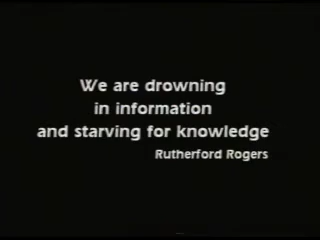 We are drowning
in information
and starving for knowledge
Rutherford Rogers